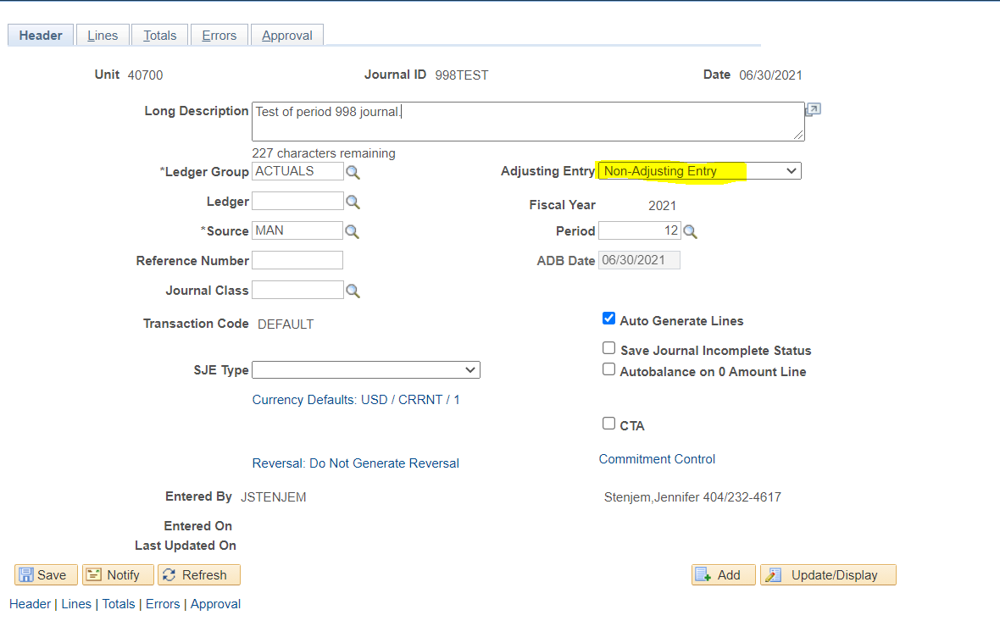 Header Lines Totals Errors Approval
Unit 40700 Journal ID 998TEST Date 06/30/2021
Long Description Test of period 998 journal.
227 characters remaining
*Ledger Group ACTUALS Adjusting Entry Non-Adjusting Entry
Ledger Fiscal Year 2021
*Source MAN Period 12
Reference Number ADB Date 06/30/2021
Journal Class
Transaction Code DEFAULT Auto Generate Lines
Save Journal Incomplete Status
SJE Type Autobalance on 0 Amount Line
Currency Defaults: USD / CRRNT / 1
CTA
Reversal: Do Not Generate Reversal Commitment Control
Entered By JSTENJEM Stenjem,Jennifer 404/232-4617
Entered On
Last Updated On
Save Notify Refresh Add Update/Display
Header | Lines | Totals | Errors | Approval